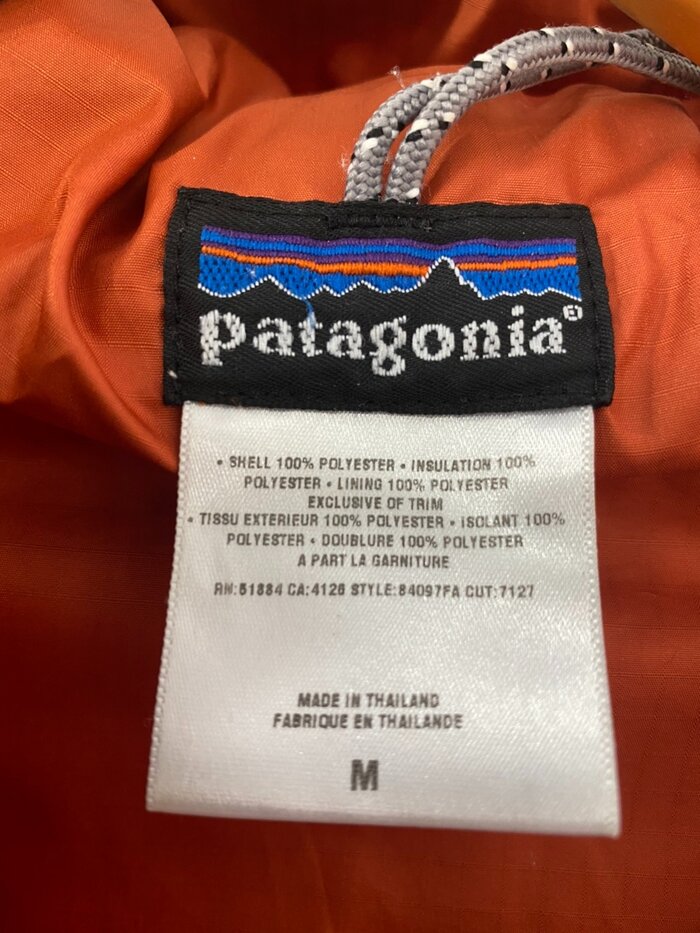 patagonia®
• SHELL 100% POLYESTER • INSULATION 100%
POLYESTER • LINING 100% POLYESTER
EXCLUSIVE OF TRIM
• TISSU EXTERIEUR 100% POLYESTER • ISOLANT 100%
POLYESTER • DOUBLURE 100% POLYESTER
A PART LA GARNITURE
RN:51884 CA:4126 STYLE:84097FA CUT:7127
MADE IN THAILAND
FABRIQUE EN THAILANDE
M